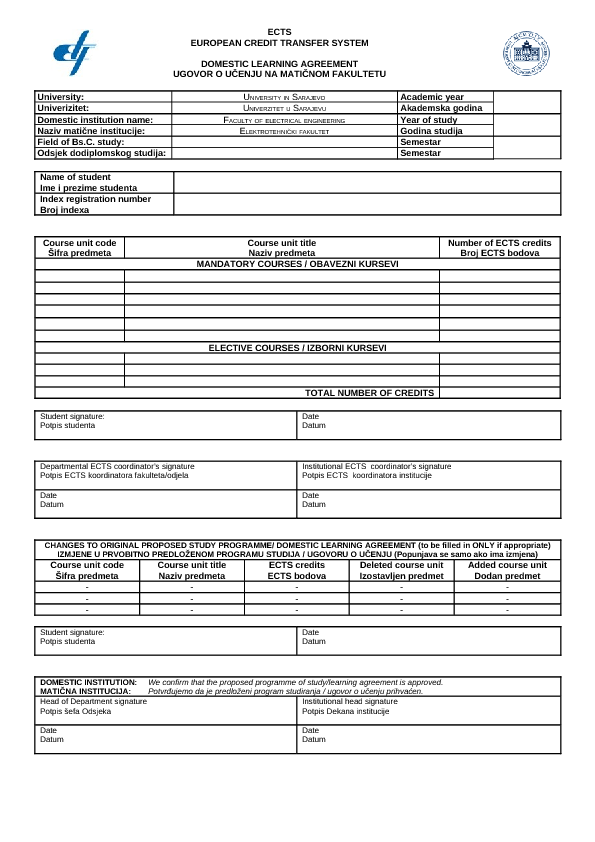 ECTS
EUROPEAN CREDIT TRANSFER SYSTEM
DOMESTIC LEARNING AGREEMENT
UGOVOR O UČENJU NA MATIČNOM FAKULTETU
University: University in Sarajevo Academic year
Univerzitet: Univerzitet u Sarajevu Akademska godina
Domestic institution name: Faculty of electrical engineering Year of study
Naziv matične institucije: Elektrotehnički fakultet Godina studija
Field of Bs.C. study: Semestar
Odsjek dodiplomskog studija: Semestar
Name of student
Ime i prezime studenta
Index registration number
Broj indexa
Course unit code Course unit title Number of ECTS credits
Šifra predmeta Naziv predmeta Broj ECTS bodova
MANDATORY COURSES / OBAVEZNI KURSEVI
ELECTIVE COURSES / IZBORNI KURSEVI
TOTAL NUMBER OF CREDITS
Student signature: Date
Potpis studenta Datum
Departmental ECTS coordinator's signature Institutional ECTS coordinator's signature
Potpis ECTS koordinatora fakulteta/odjela Potpis ECTS koordinatora institucije
Date Date
Datum Datum
CHANGES TO ORIGINAL PROPOSED STUDY PROGRAMME/ DOMESTIC LEARNING AGREEMENT (to be filled in ONLY if appropriate)
IZMJENE U PRVOBITNO PREDLOŽENOM PROGRAMU STUDIJA / UGOVORU O UČENJU (Popunjava se samo ako ima izmjena)
Course unit code Course unit title ECTS credits Deleted course unit Added course unit
Šifra predmeta Naziv predmeta ECTS bodova Izostavljen predmet Dodan predmet
- - - - -
- - - - -
- - - - -
Student signature: Date
Potpis studenta Datum
DOMESTIC INSTITUTION: We confirm that the proposed programme of study/learning agreement is approved.
MATIČNA INSTITUCIJA: Potvrđujemo da je predloženi program studiranja / ugovor o učenju prihvaćen.
Head of Department signature Institutional head signature
Potpis šefa Odsjeka Potpis Dekana institucije
Date Date
Datum Datum